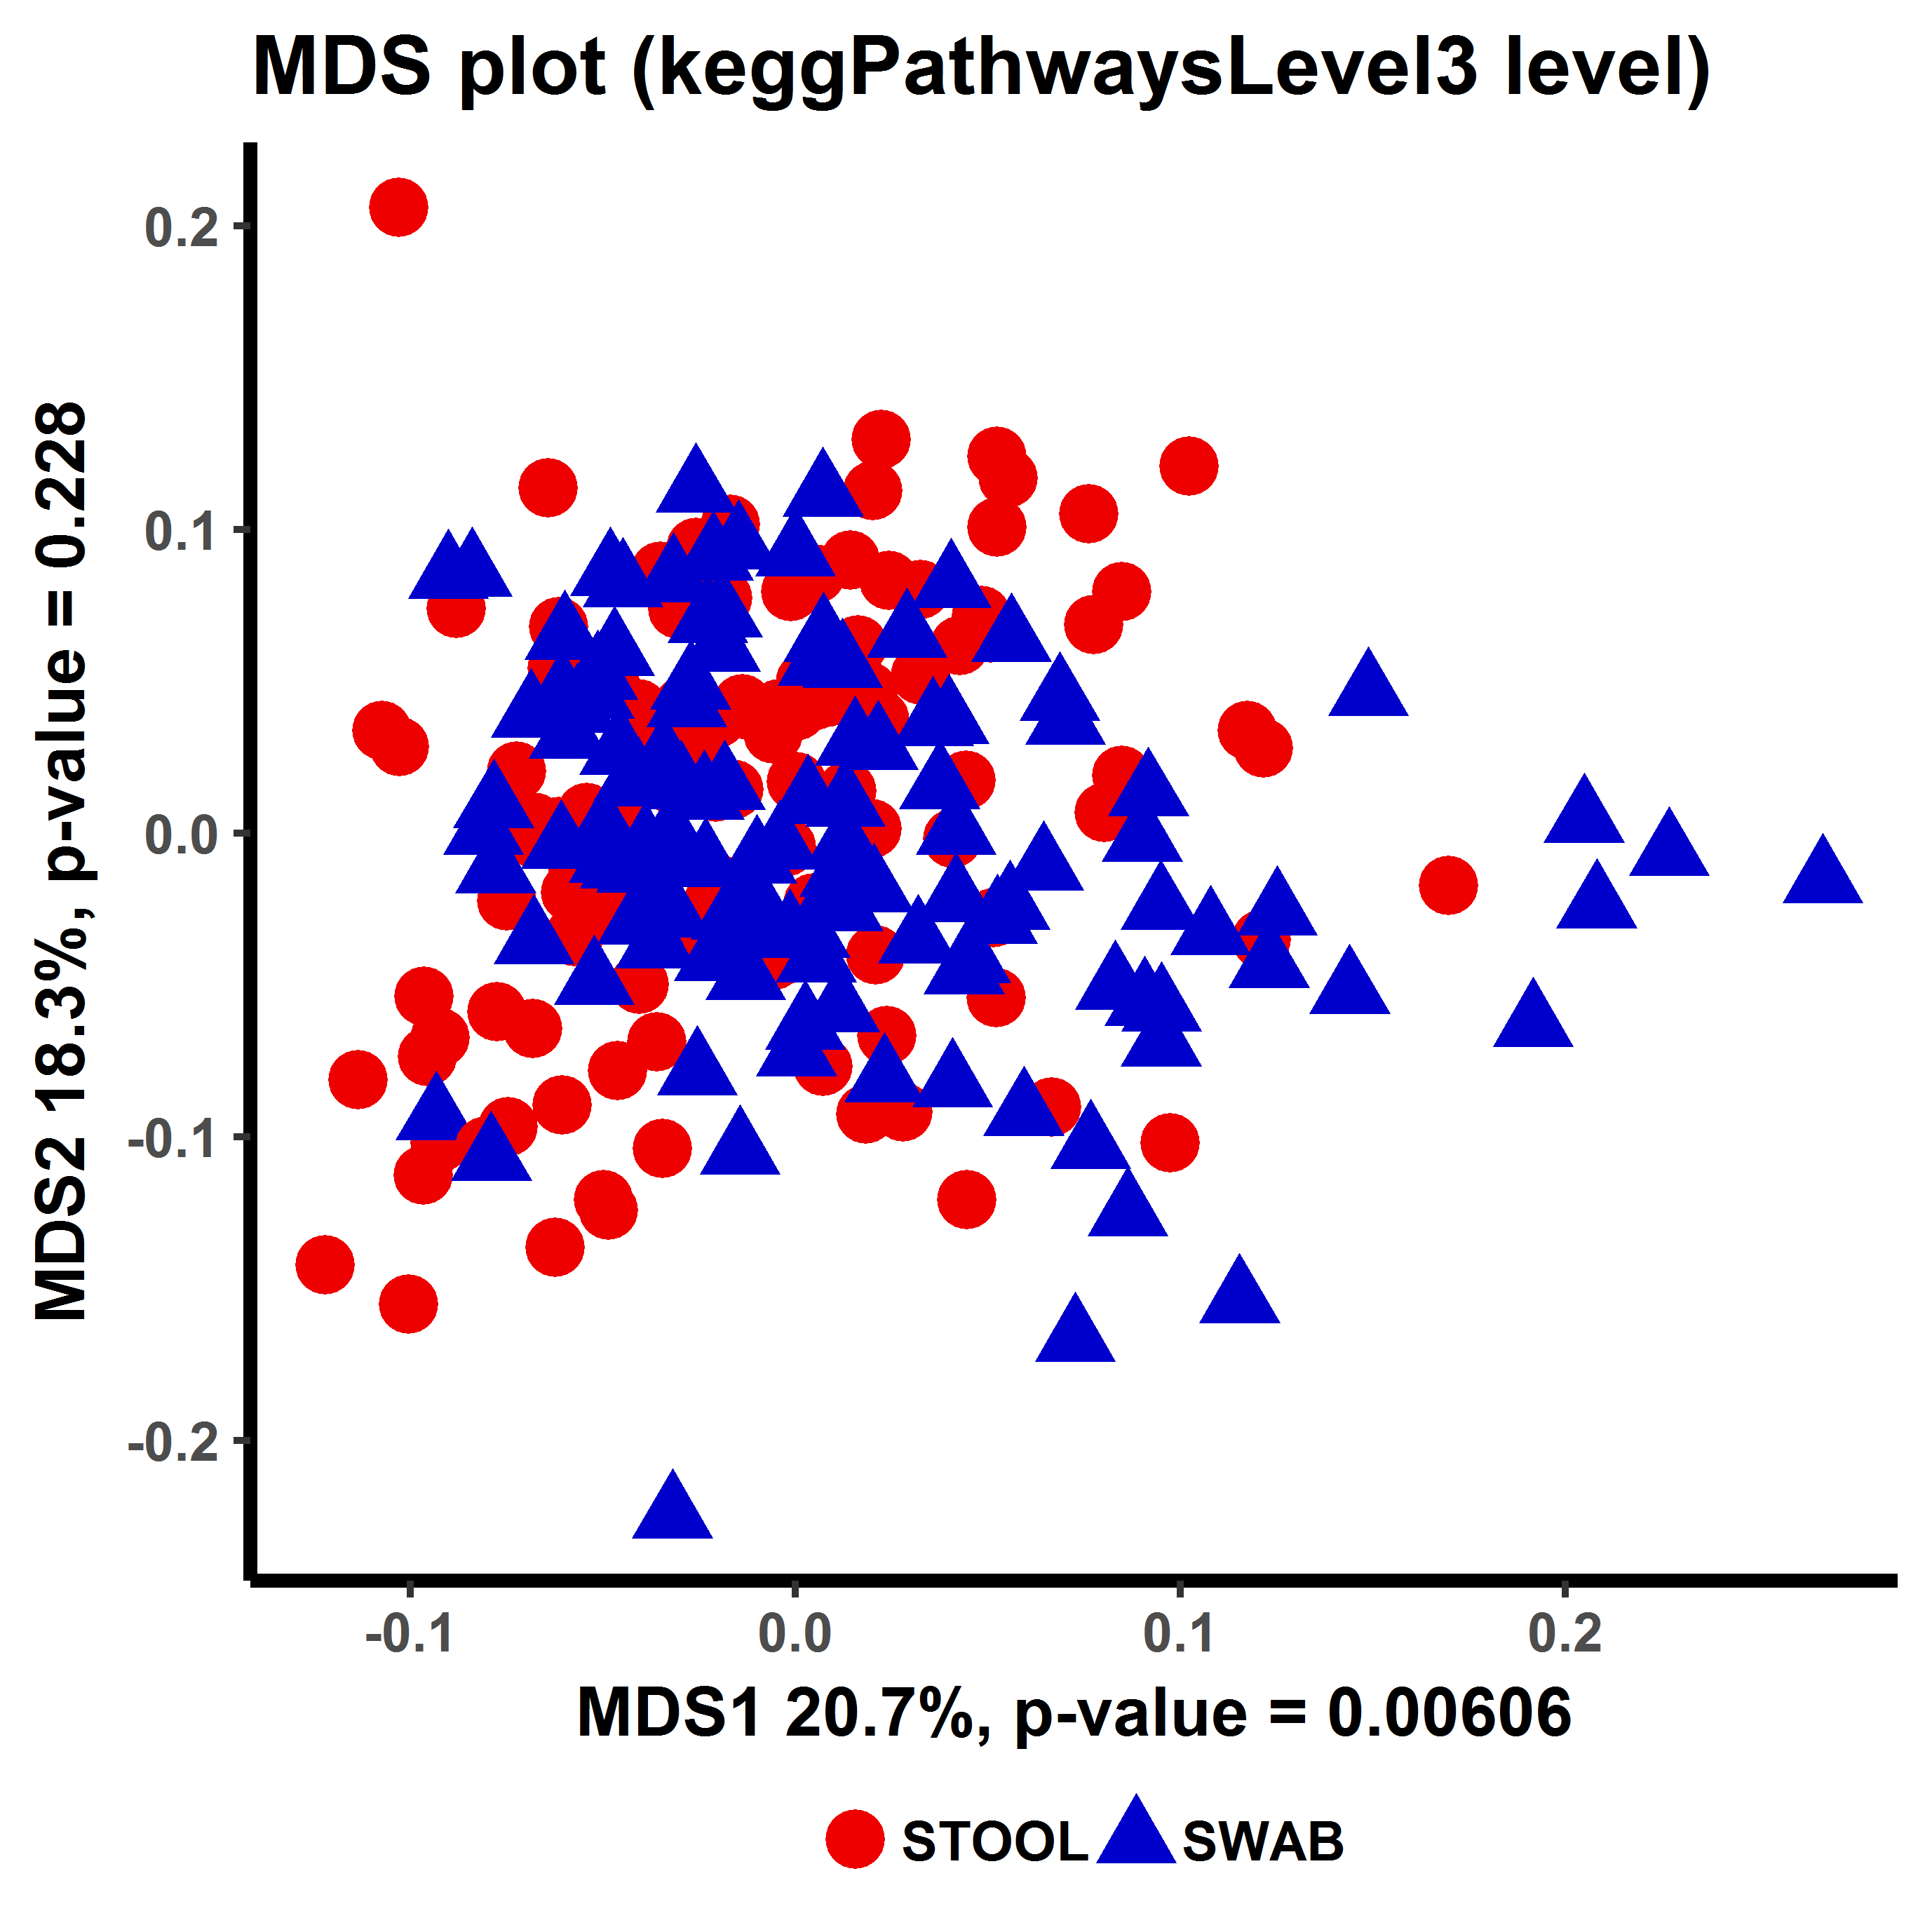 MDS plot (keggPathwaysLevel3 level)
MDS2 18.3%, p-value = 0.228
0.2
0.1
0.0
-0.1
-0.2
-0.1 0.0 0.1 0.2
MDS1 20.7%, p-value = 0.00606
STOOL SWAB